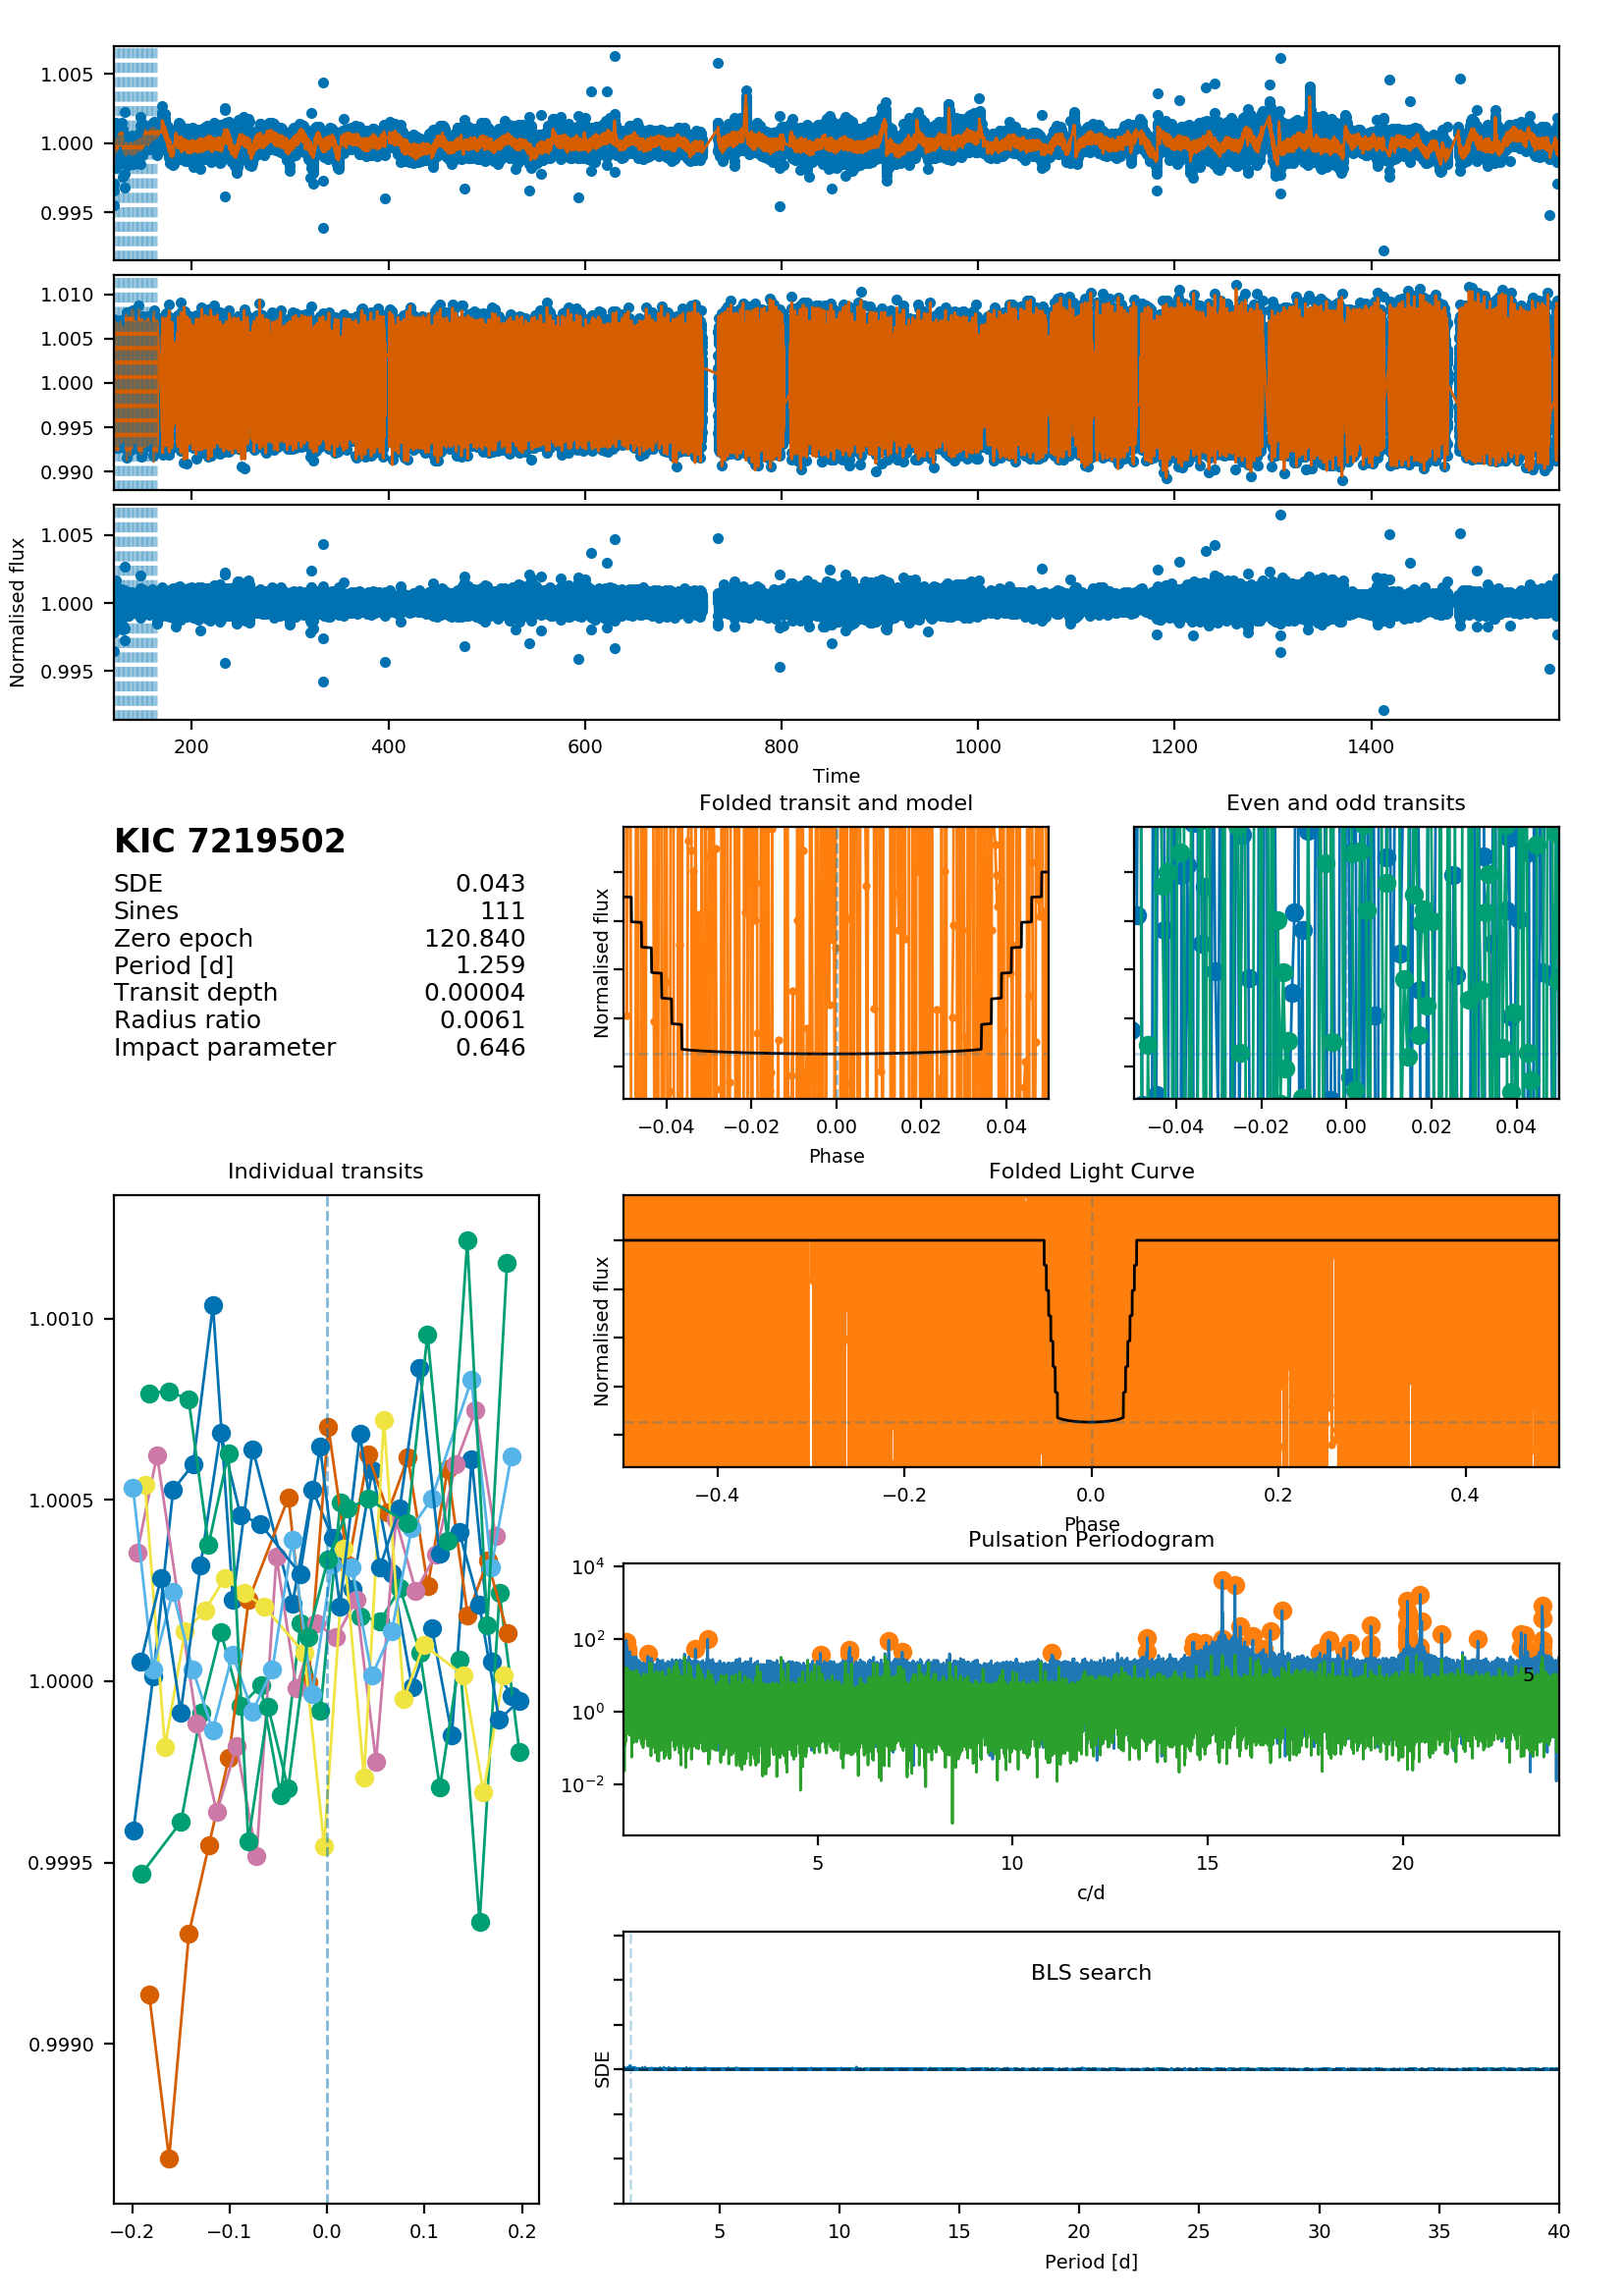 1.005
1.000
0.995
1.010
1.005
1.000
0.995
0.990
1.005
1.000
0.995
Normalised flux
200 400 600 800 1000 1200 1400
Time
KIC 7219502
SDE 0.043
Sines 111
Zero epoch 120.840
Period [d] 1.259
Transit depth 0.00004
Radius ratio 0.0061
Impact parameter 0.646
Folded transit and model
Normalised flux
−0.04 −0.02 0.00 0.02 0.04
Phase
Even and odd transits
−0.04 −0.02 0.00 0.02 0.04
Individual transits
1.0010
1.0005
1.0000
0.9995
0.9990
−0.2 −0.1 0.0 0.1 0.2
Folded Light Curve
Normalised flux
−0.4 −0.2 0.0 0.2 0.4
Phase
Pulsation Periodogram
10⁴
10²
10⁰
10⁻²
5
5 10 15 20
c/d
BLS search
SDE
5 10 15 20 25 30 35 40
Period [d]